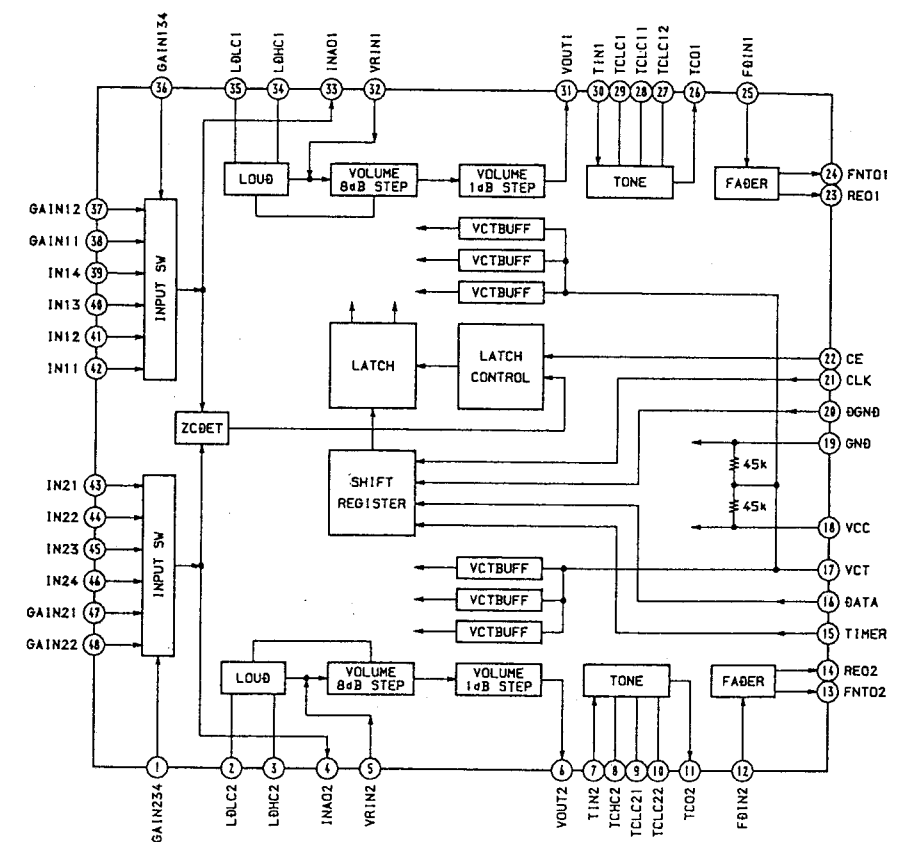 GAIN134
LDLC1
LDHC1
INAO1
VRIN1
VOUT1
TIN1
TCLC1
TCLC11
TCLC12
TCO1
FDIN1
36
35
34
33
32
31
30
29
28
27
26
25
LOUD
VOLUME
8dB STEP
VOLUME
1dB STEP
TONE
FADER
24 FNTO1
23 REO1
GAIN12 37
GAIN11 38
IN14 39
IN13 40
IN12 41
IN11 42
INPUT SW
VCTBUFF
VCTBUFF
VCTBUFF
LATCH
LATCH
CONTROL
22 CE
21 CLK
20 DGND
19 GND
ZCDET
45k
45k
SHIFT
REGISTER
IN21 43
IN22 44
IN23 45
IN24 46
GAIN21 47
GAIN22 48
INPUT SW
18 VCC
17 VCT
16 DATA
15 TIMER
VCTBUFF
VCTBUFF
VCTBUFF
LOUD
VOLUME
8dB STEP
VOLUME
1dB STEP
TONE
FADER
14 REO2
13 FNTO2
1
2
3
4
5
6
7
8
9
10
11
12
GAIN234
LDLC2
LDHC2
INAO2
VRIN2
VOUT2
TIN2
TCHC2
TCLC21
TCLC22
TCO2
FDIN2